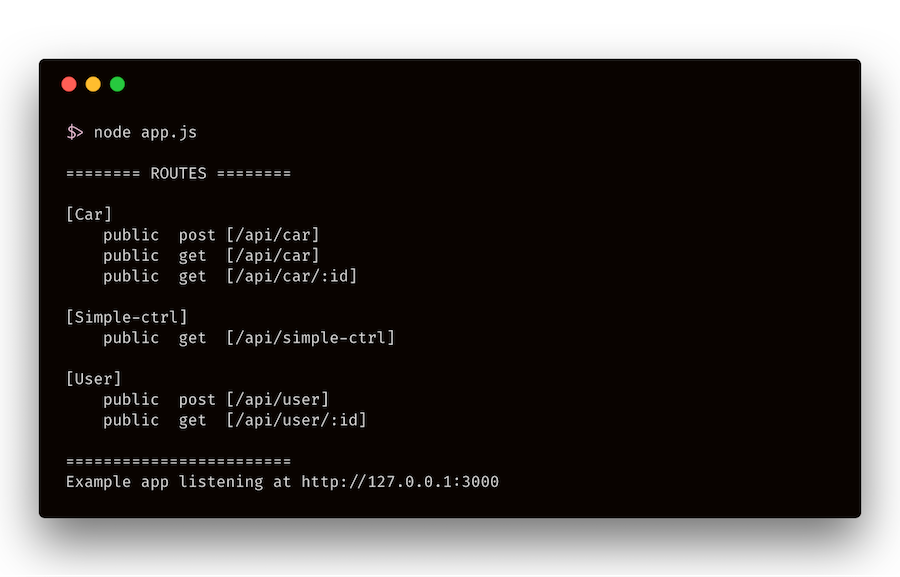 $> node app.js
======== ROUTES ========
[Car]
    public  post [/api/car]
    public  get  [/api/car]
    public  get  [/api/car/:id]
[Simple-ctrl]
    public  get  [/api/simple-ctrl]
[User]
    public  post [/api/user]
    public  get  [/api/user/:id]
========================
Example app listening at http://127.0.0.1:3000